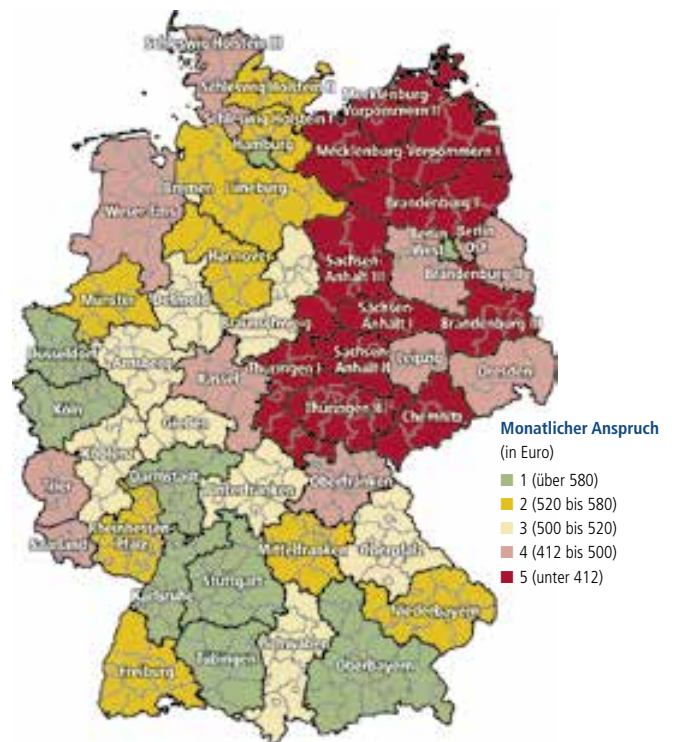 Schleswig Holstein III
Schleswig Holstein II
Mecklenburg-
Vorpommern II
Schleswig Holstein I
Hamburg
Mecklenburg-Vorpommern I
Bremen
Lüneburg
Brandenburg I
Weser Ems
Berlin
West
Berlin
Ost
Hannover
Sachsen-
Anhalt III
Brandenburg II
Münster
Detmold
Braunschweig
Sachsen-
Anhalt I
Brandenburg III
Düsseldorf
Arnsberg
Kassel
Thüringen I
Sachsen-
Anhalt II
Leipzig
Dresden
Köln
Gießen
Thüringen II
Chemnitz
Monatlicher Anspruch
(in Euro)
Koblenz
Darmstadt
Unterfranken
Oberfranken
1 (über 580)
Trier
2 (520 bis 580)
Rheinhessen-
Pfalz
3 (500 bis 520)
Saarland
Mittelfranken
Oberpfalz
4 (412 bis 500)
Stuttgart
5 (unter 412)
Karlsruhe
Niederbayern
Schwaben
Tübingen
Oberbayern
Freiburg